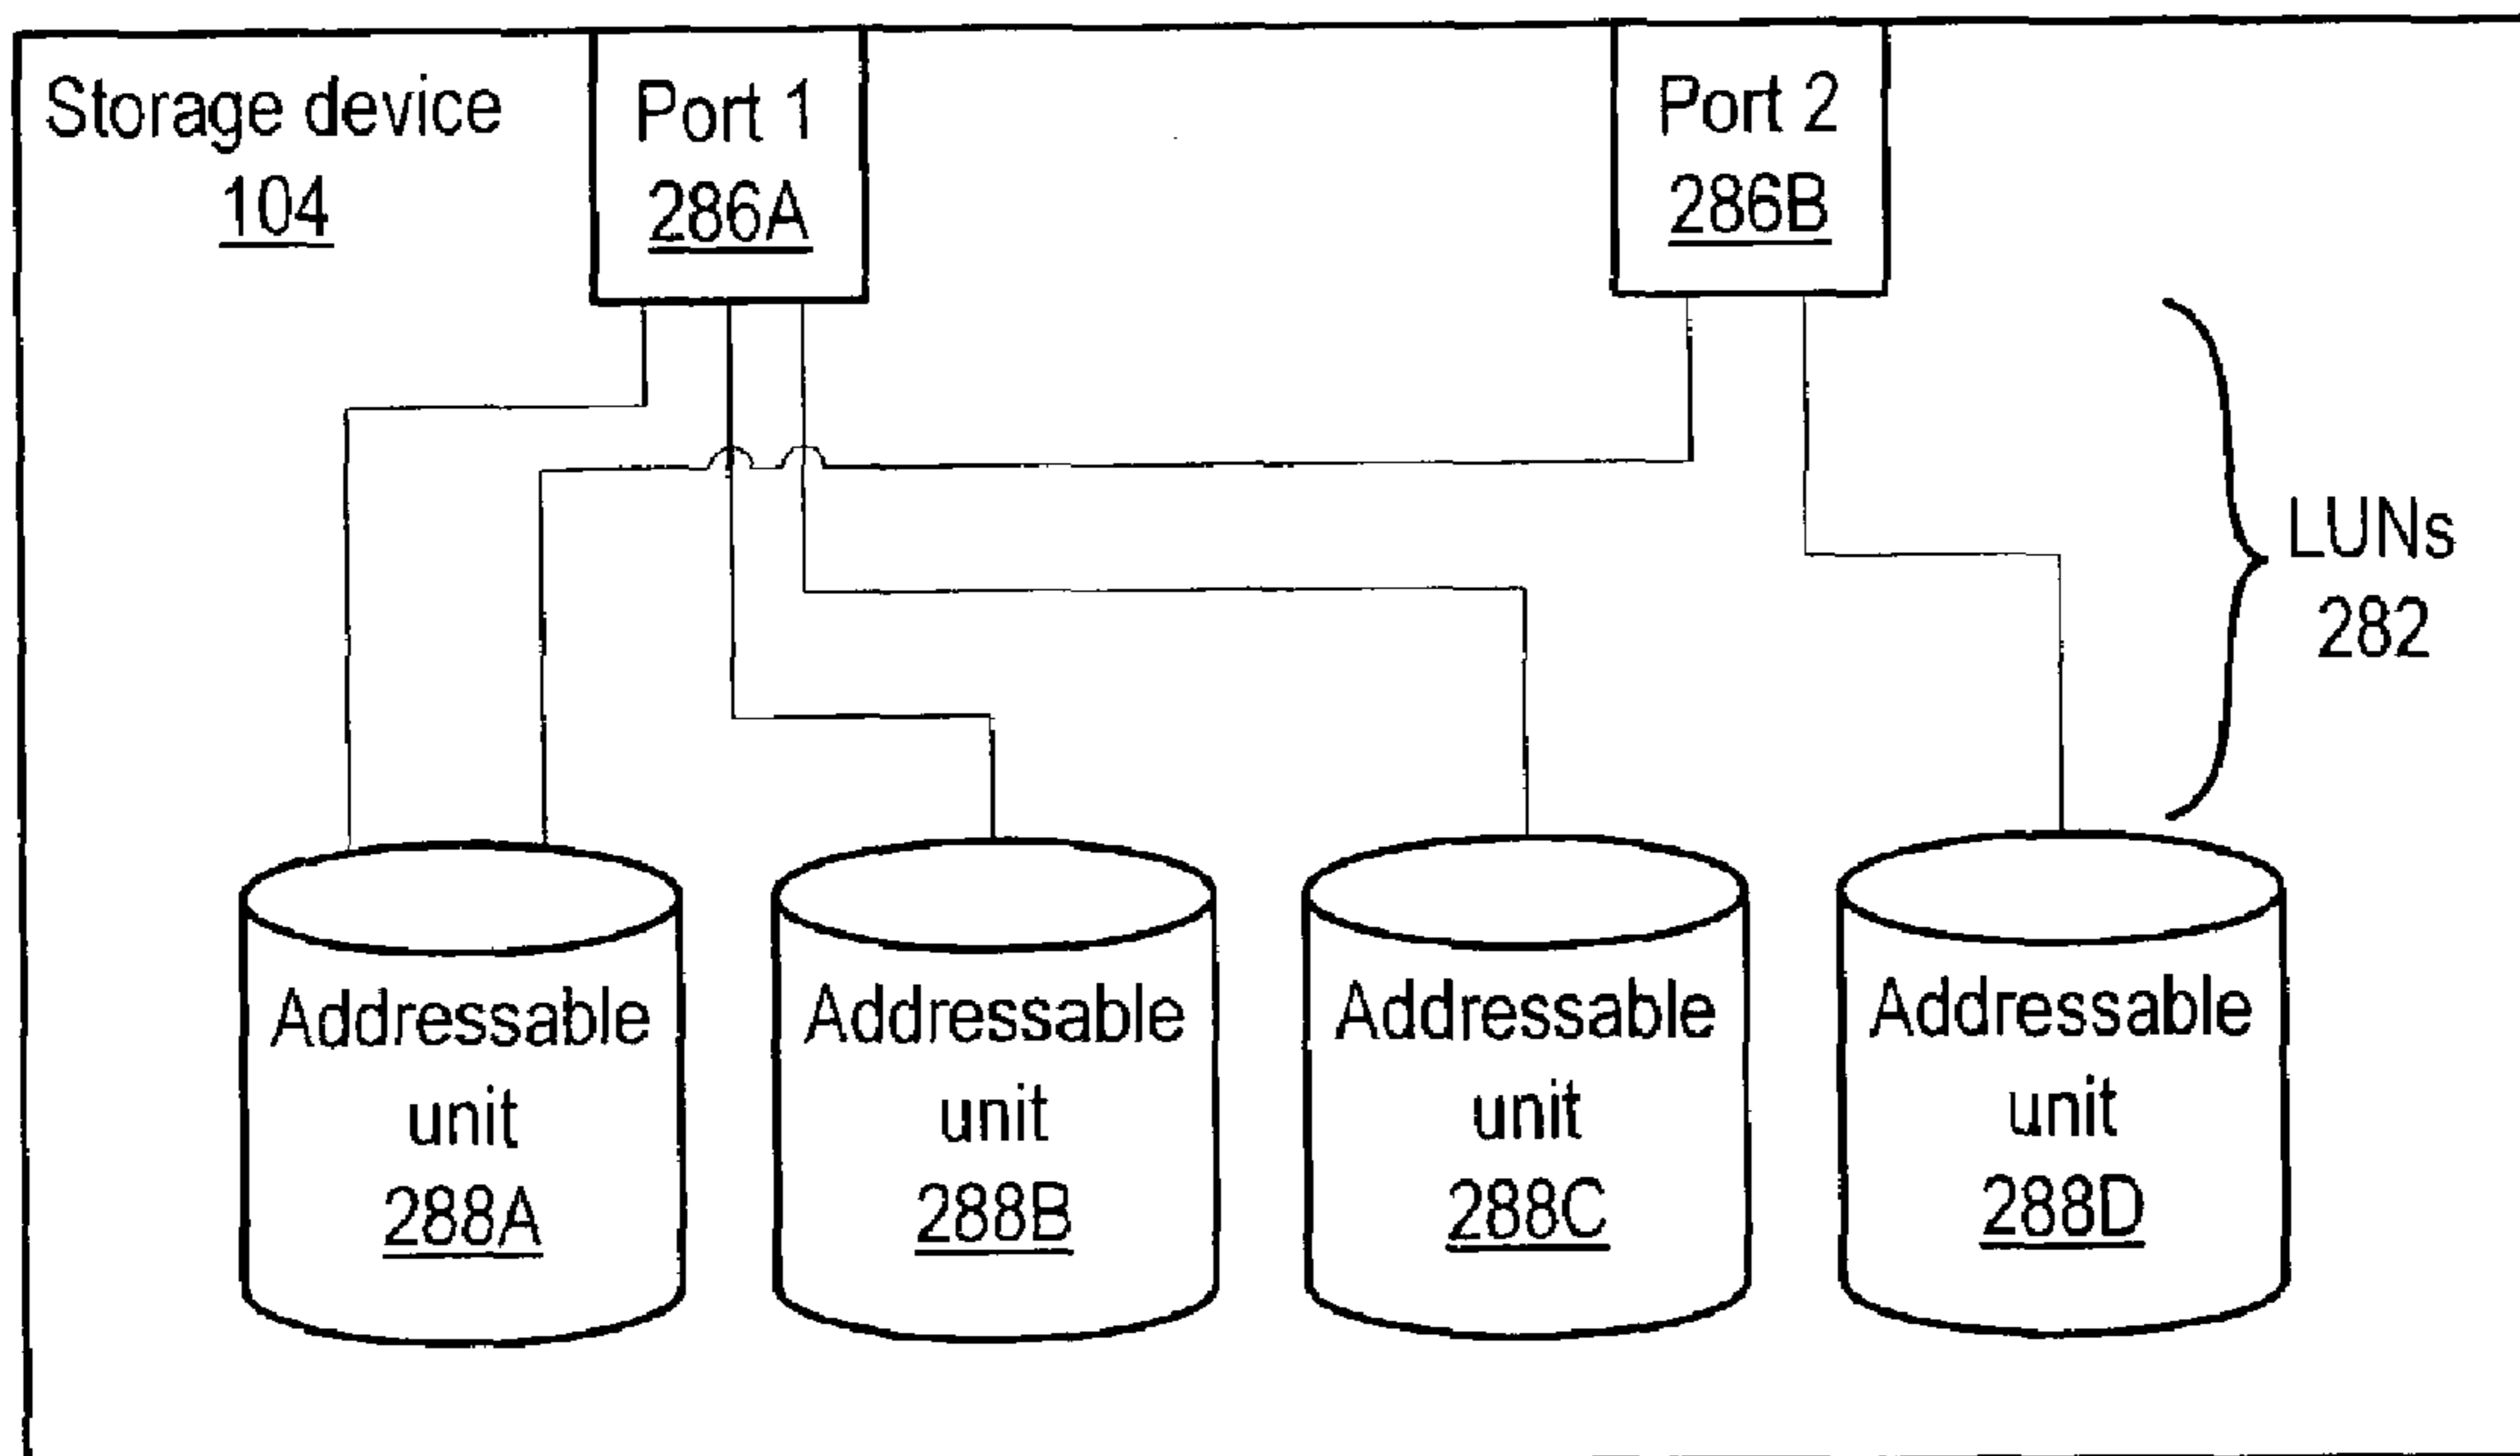 Storage device
104
Port 1
286A
Port 2
286B
LUNs
282
Addressable
unit
288A
Addressable
unit
288B
Addressable
unit
288C
Addressable
unit
288D